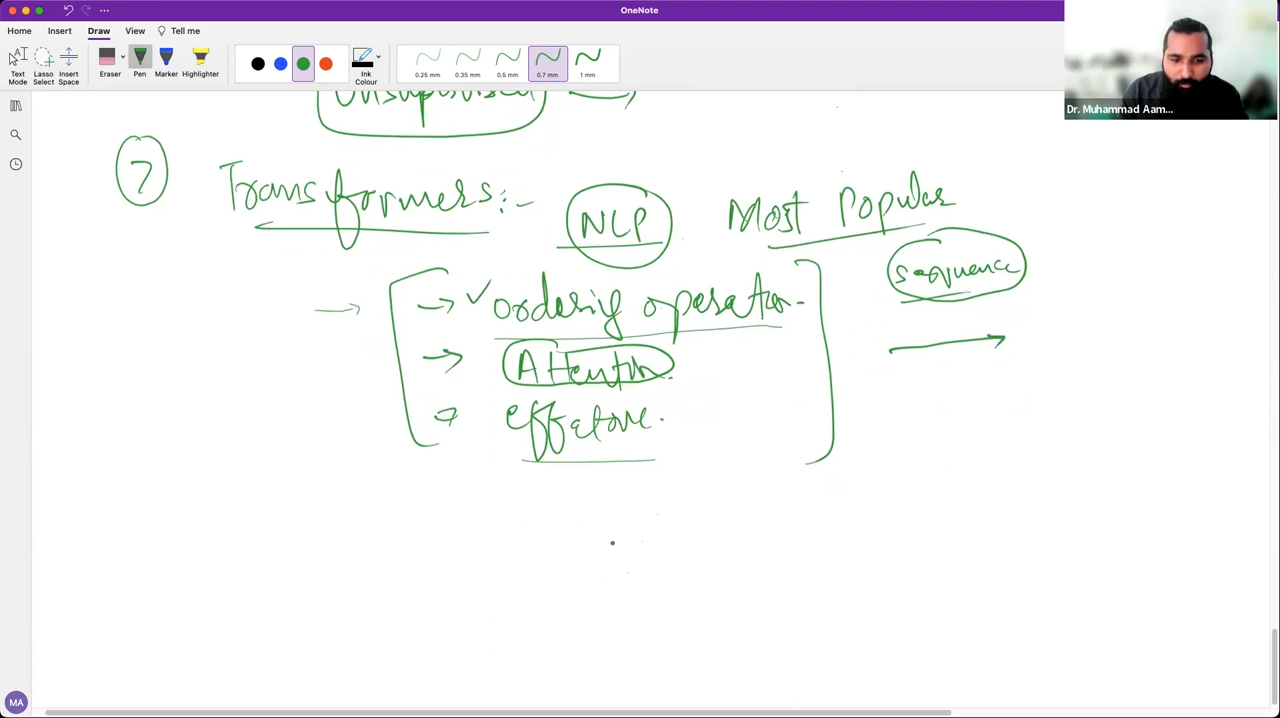 OneNote
Home Insert Draw View Tell me
Text Mode
Lasso Select
Insert Space
Eraser
Pen
Marker
Highlighter
Ink Colour
0.25 mm
0.35 mm
0.5 mm
0.7 mm
1 mm
Dr. Muhammad Aam...
Unsupervised
7 Transformers:- NLP Most Popular
sequence
→ ✓ ordering operation.
→ Attention.
→ effective.
MA